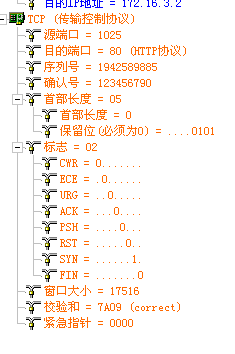 目的IP地址 = 172.16.3.2
TCP (传输控制协议)
源端口 = 1025
目的端口 = 80 (HTTP协议)
序列号 = 1942589885
确认号 = 123456790
首部长度 = 05
首部长度 = 0
保留位(必须为0) = ....0101
标志 = 02
CWR = 0.......
ECE = .0......
URG = ..0.....
ACK = ...0....
PSH = ....0...
RST = .....0..
SYN = ......1.
FIN = .......0
窗口大小 = 17516
校验和 = 7A09 (correct)
紧急指针 = 0000